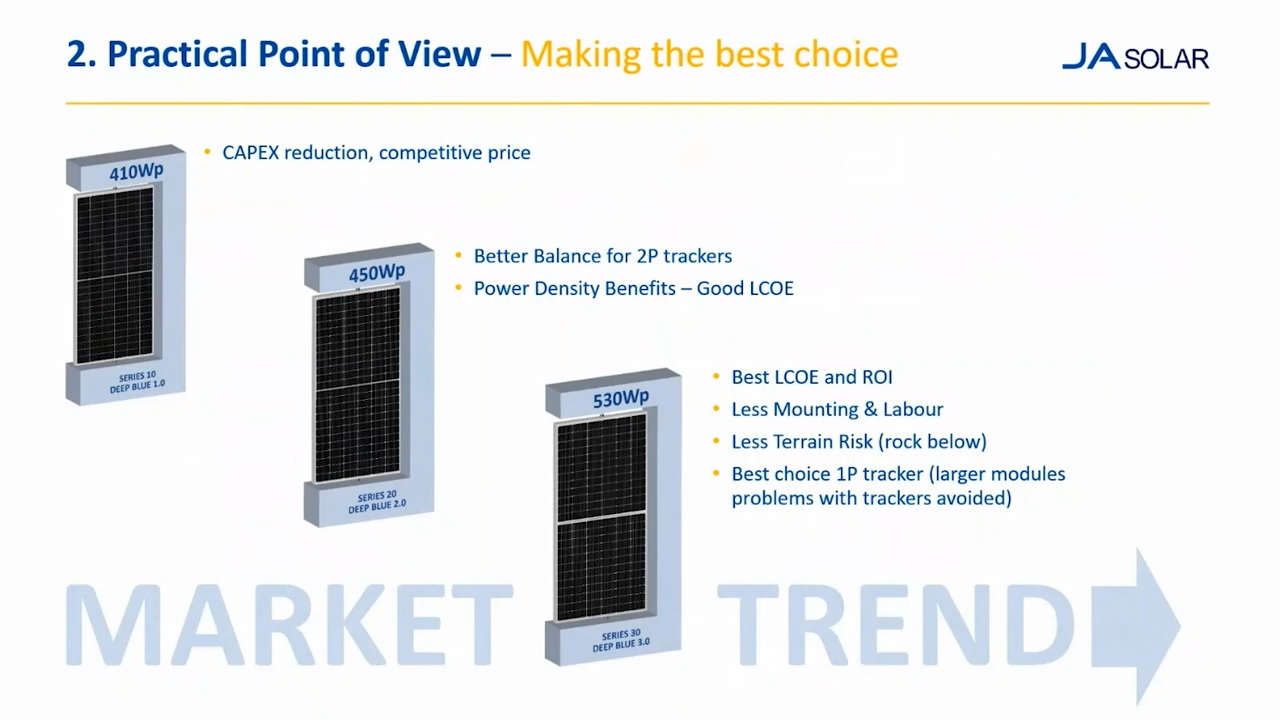 2. Practical Point of View – Making the best choice
JA SOLAR
410Wp
• CAPEX reduction, competitive price
SERIES 10
DEEP BLUE 1.0
450Wp
• Better Balance for 2P trackers
• Power Density Benefits – Good LCOE
SERIES 20
DEEP BLUE 2.0
530Wp
• Best LCOE and ROI
• Less Mounting & Labour
• Less Terrain Risk (rock below)
• Best choice 1P tracker (larger modules
problems with trackers avoided)
SERIES 30
DEEP BLUE 3.0
MARKET TREND